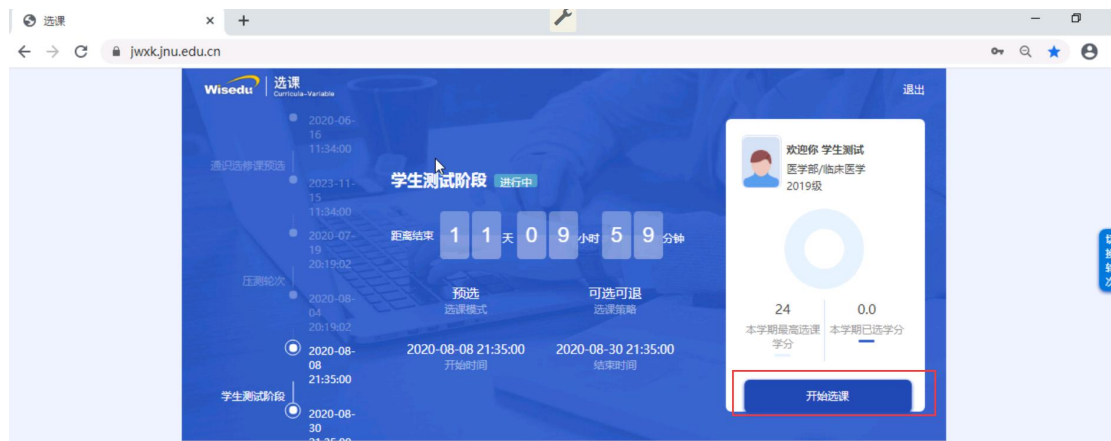 选课
jwxk.jnu.edu.cn
Wisedu
选课
Curricula-Variable
退出
2020-06-
16
11:34:00
通识选修课预选
2023-11-
15
11:34:00
2020-07-
19
20:19:02
压测轮次
2020-08-
04
20:19:02
2020-08-
08
21:35:00
学生测试阶段
2020-08-
30
21:35:00
学生测试阶段 进行中
距离结束 1 1 天 0 9 小时 5 9 分钟
预选 可选可退
选课模式 选课策略
2020-08-08 21:35:00 2020-08-30 21:35:00
开始时间 结束时间
欢迎你 学生测试
医学部/临床医学
2019级
24 0.0
本学期最高选课 本学期已选学分
学分
开始选课
切
换
轮
次